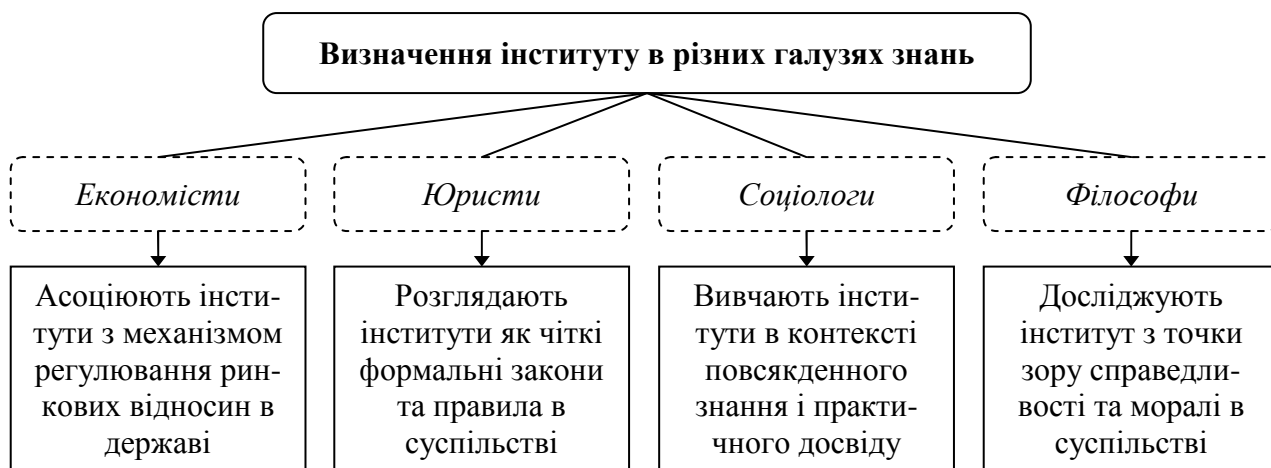 Визначення інституту в різних галузях знань
Економісти
Юристи
Соціологи
Філософи
Асоціюють інсти-
тути з механізмом
регулювання рин-
кових відносин в
державі
Розглядають
інститути як чіткі
формальні закони
та правила в
суспільстві
Вивчають інсти-
тути в контексті
повсякденного
знання і практи-
чного досвіду
Досліджують
інститут з точки
зору справедли-
вості та моралі в
суспільстві